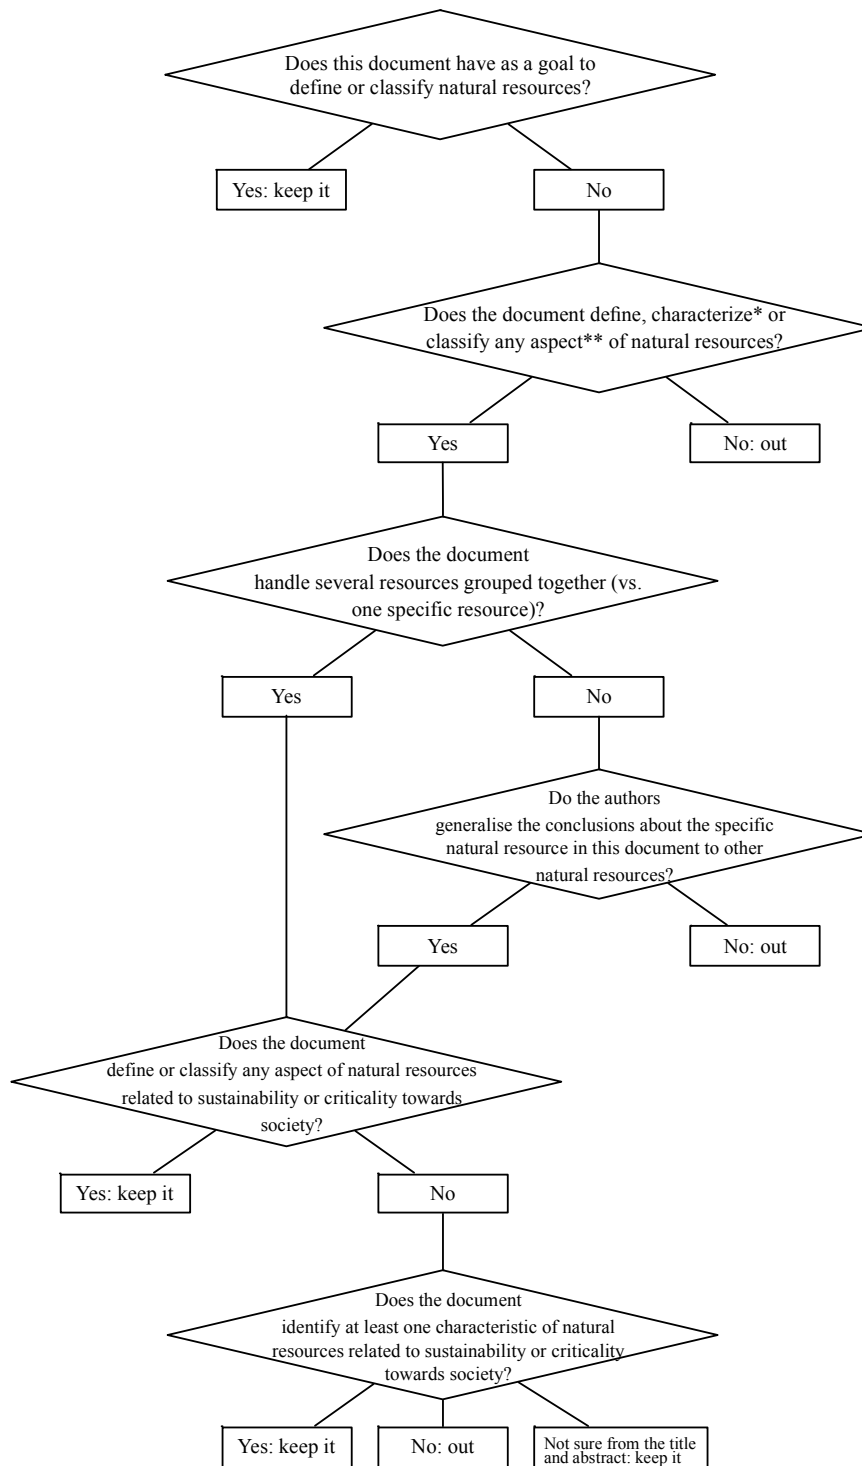 Does this document have as a goal to
define or classify natural resources?
Yes: keep it
No
Does the document define, characterize* or
classify any aspect** of natural resources?
Yes
No: out
Does the document
handle several resources grouped together (vs.
one specific resource)?
Yes
No
Do the authors
generalise the conclusions about the specific
natural resource in this document to other
natural resources?
Yes
No: out
Does the document
define or classify any aspect of natural resources
related to sustainability or criticality towards
society?
Yes: keep it
No
Does the document
identify at least one characteristic of natural
resources related to sustainability or criticality
towards society?
Yes: keep it
No: out
Not sure from the title
and abstract: keep it